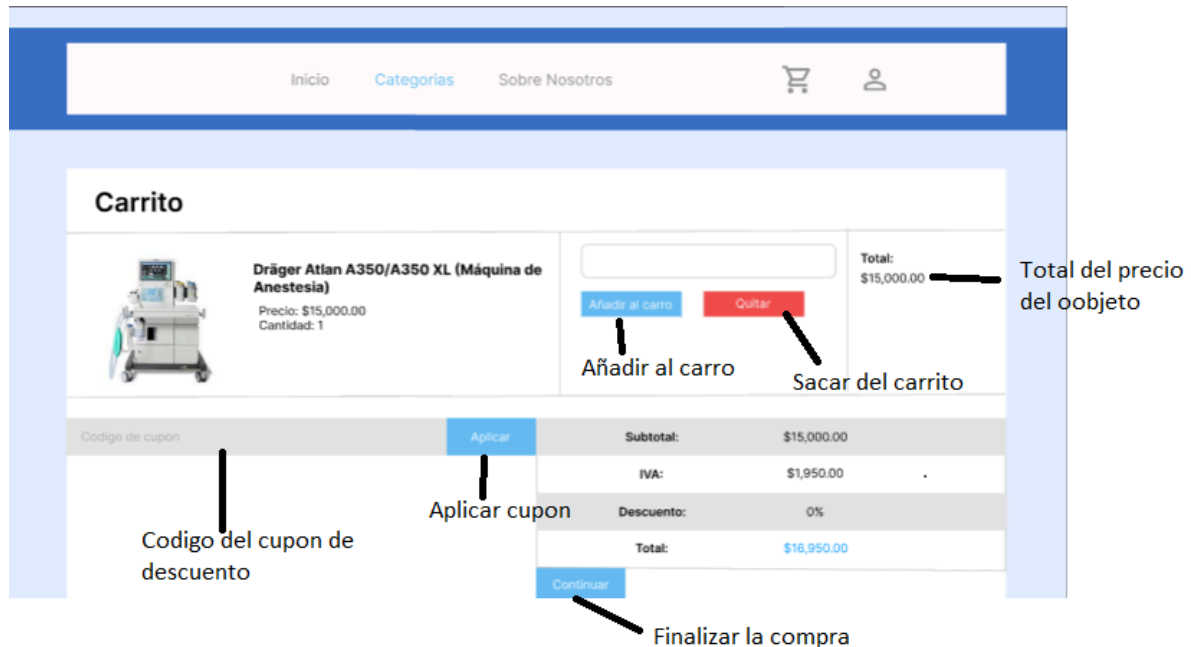 Inicio Categorias Sobre Nosotros
Carrito
Dräger Atlan A350/A350 XL (Máquina de
Anestesia)
Precio: $15,000.00
Cantidad: 1
Añadir al carro Quitar
Total:
$15,000.00
Total del precio
del oobjeto
Añadir al carro
Sacar del carrito
Codigo de cupon Aplicar
Subtotal: $15,000.00
IVA: $1,950.00
Descuento: 0%
Total: $16,950.00
Aplicar cupon
Codigo del cupon de
descuento
Continuar
Finalizar la compra